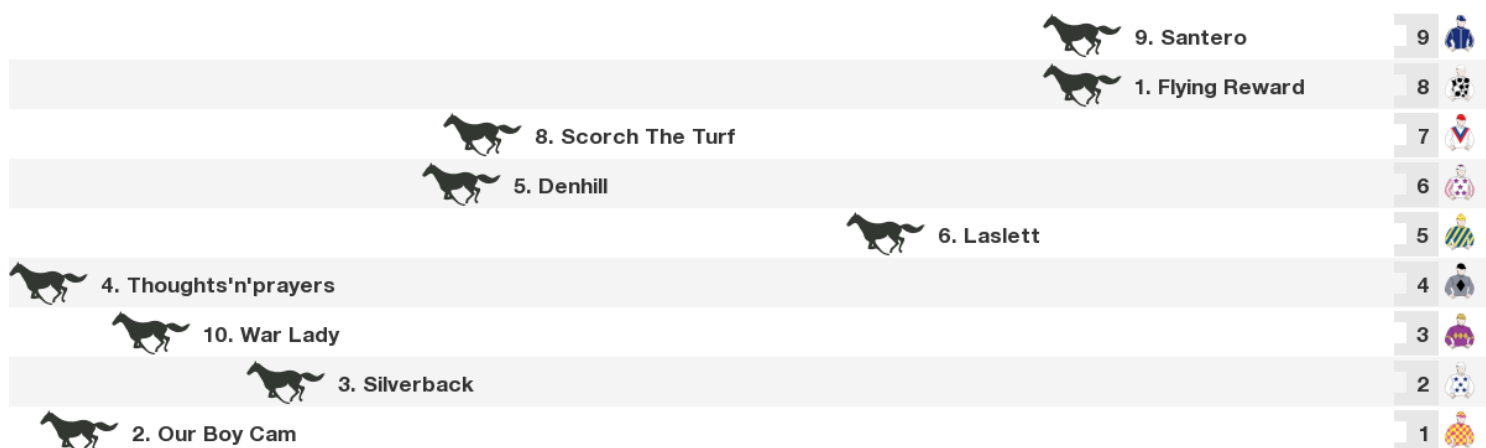 9. Santero 9
1. Flying Reward 8
8. Scorch The Turf 7
5. Denhill 6
6. Laslett 5
4. Thoughts'n'prayers 4
10. War Lady 3
3. Silverback 2
2. Our Boy Cam 1